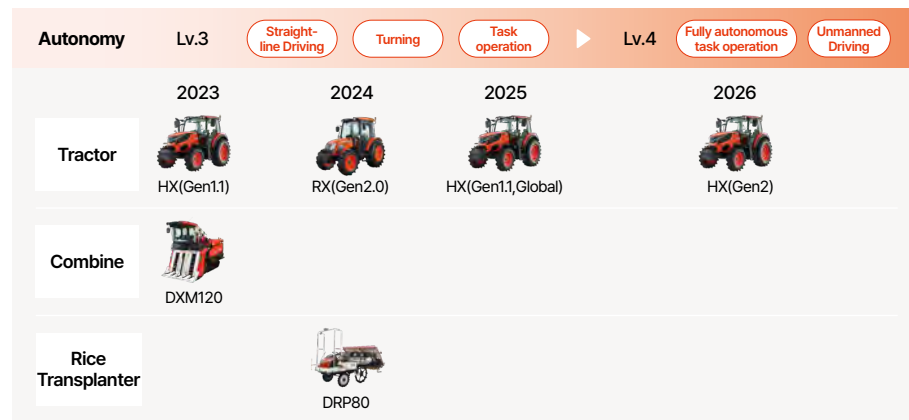 Autonomy
Lv.3
Straight-
line Driving
Turning
Task
operation
Lv.4
Fully autonomous
task operation
Unmanned
Driving
2023
2024
2025
2026
Tractor
HX(Gen1.1)
RX(Gen2.0)
HX(Gen1.1,Global)
HX(Gen2)
Combine
DXM120
Rice
Transplanter
DRP80